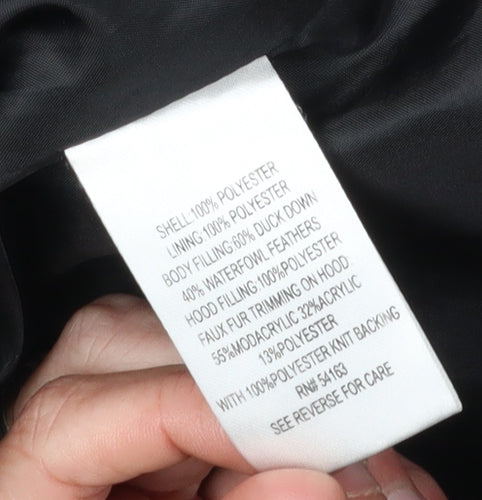 SHELL:100% POLYESTER
LINING:100% POLYESTER
BODY FILLING:60% DUCK DOWN
40% WATERFOWL FEATHERS
HOOD FILLING:100%POLYESTER
FAUX FUR TRIMMING ON HOOD
55%MODACRYLIC 32%ACRYLIC
13%POLYESTER
WITH 100%POLYESTER KNIT BACKING
RN# 54163
SEE REVERSE FOR CARE